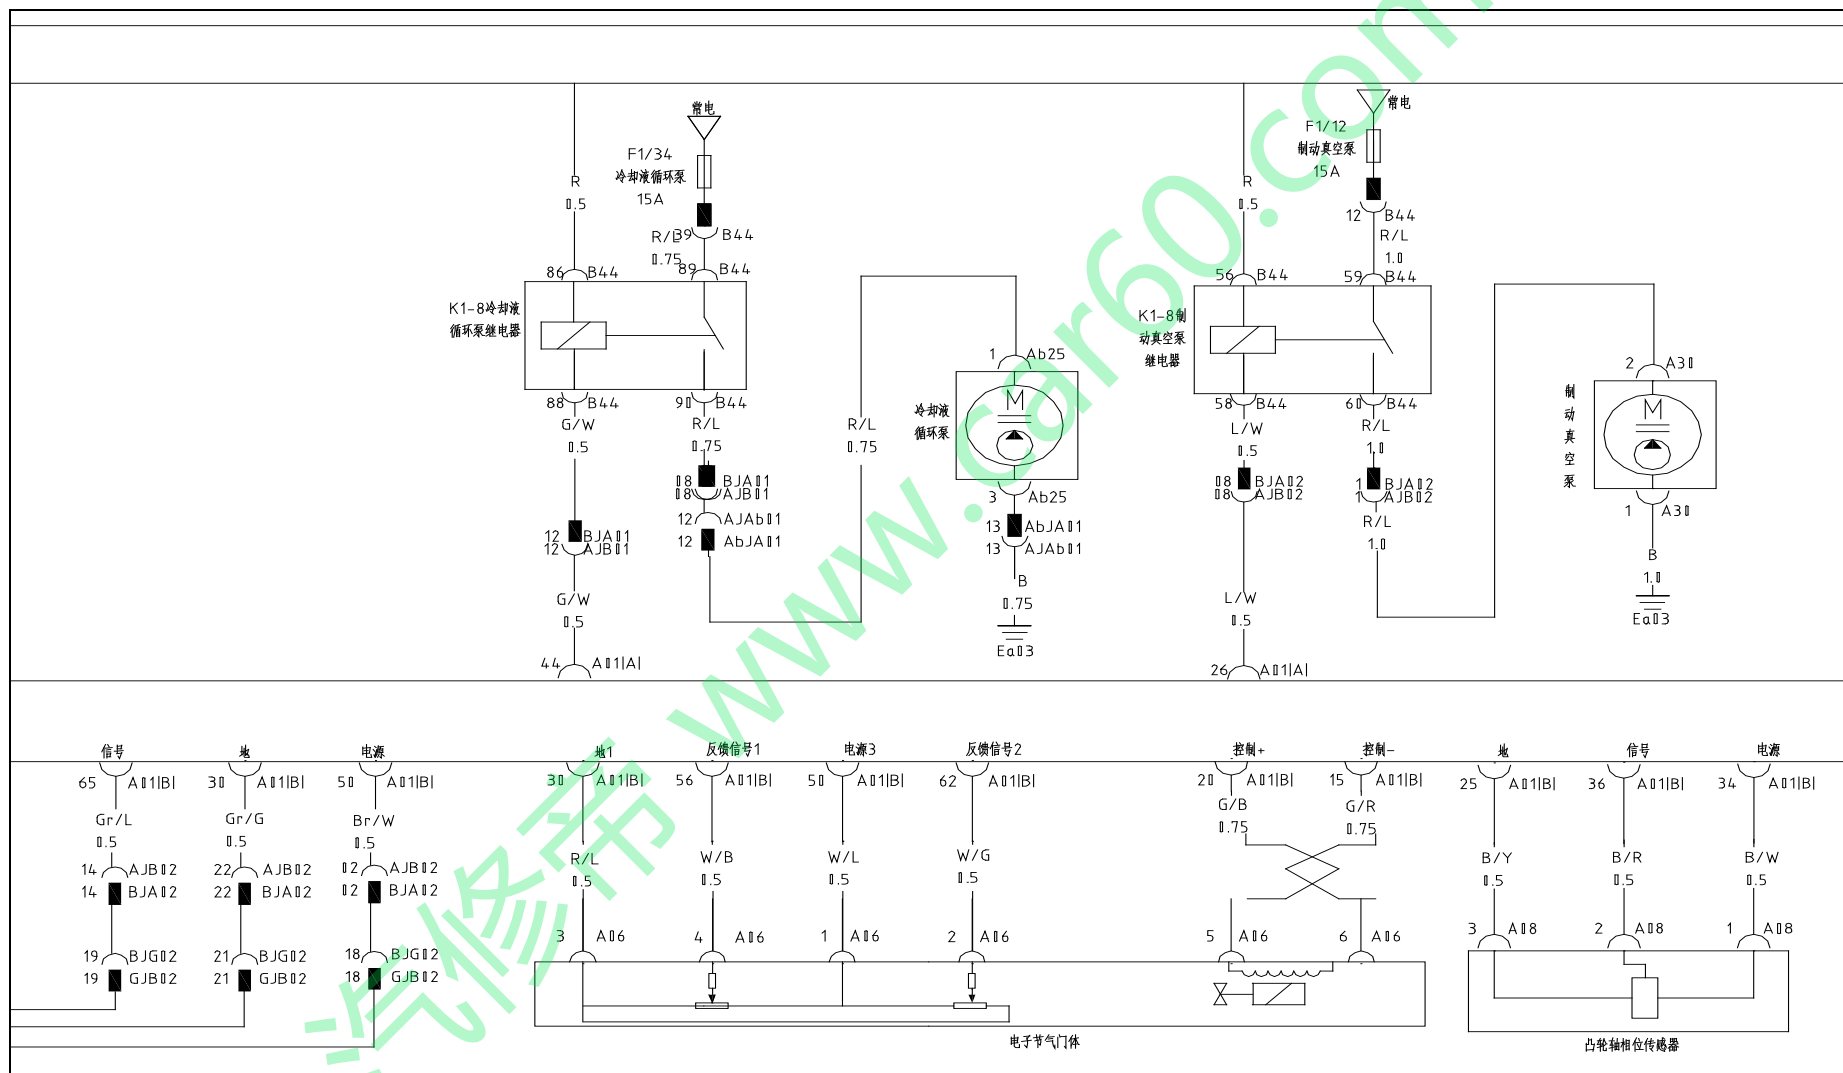 常电
F1/34
冷却液循环泵
15A
R
0.5
39 B44
R/L
0.75
86 B44
89 B44
K1-8冷却液
循环泵继电器
88 B44
90 B44
G/W
0.5
R/L
0.75
08 BJA01
08 AJB01
12 AJAb01
12 AbJA01
12 BJA01
12 AJB01
G/W
0.5
44 A01|A|
R/L
0.75
1 Ab25
冷却液
循环泵
M
3 Ab25
13 AbJA01
13 AJAb01
B
0.75
Ea03
常电
F1/12
制动真空泵
15A
R
0.5
12 B44
R/L
1.0
56 B44
59 B44
K1-8制
动真空泵
继电器
58 B44
60 B44
L/W
0.5
R/L
1.0
08 BJA02
08 AJB02
1 BJA02
1 AJB02
R/L
1.0
L/W
0.5
26 A01|A|
2 A30
制
动
真
空
泵
M
1 A30
B
1.0
Ea03
信号
地
电源
地1
反馈信号1
电源3
反馈信号2
控制+
控制-
地
信号
电源
65 A01|B|
30 A01|B|
50 A01|B|
30 A01|B|
56 A01|B|
50 A01|B|
62 A01|B|
20 A01|B|
15 A01|B|
25 A01|B|
36 A01|B|
34 A01|B|
Gr/L
0.5
Gr/G
0.5
Br/W
0.5
G/B
0.75
G/R
0.75
R/L
0.5
W/B
0.5
W/L
0.5
W/G
0.5
B/Y
0.5
B/R
0.5
B/W
0.5
14 AJB02
14 BJA02
22 AJB02
22 BJA02
02 AJB02
02 BJA02
19 BJG02
19 GJB02
21 BJG02
21 GJB02
18 BJG02
18 GJB02
3 A06
4 A06
1 A06
2 A06
5 A06
6 A06
3 A08
2 A08
1 A08
电子节气门体
凸轮轴相位传感器
汽修帝 www.car60.com